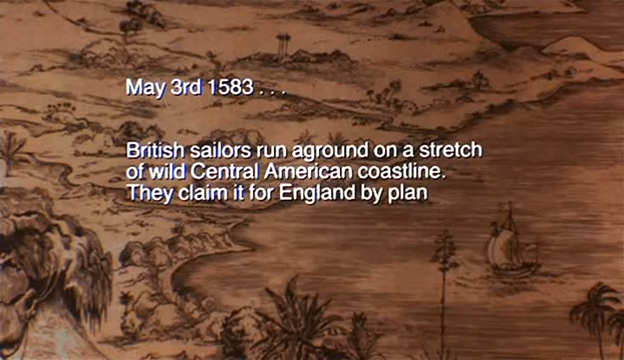 May 3rd 1583 . . .
British sailors run aground on a stretch
of wild Central American coastline.
They claim it for England by plan